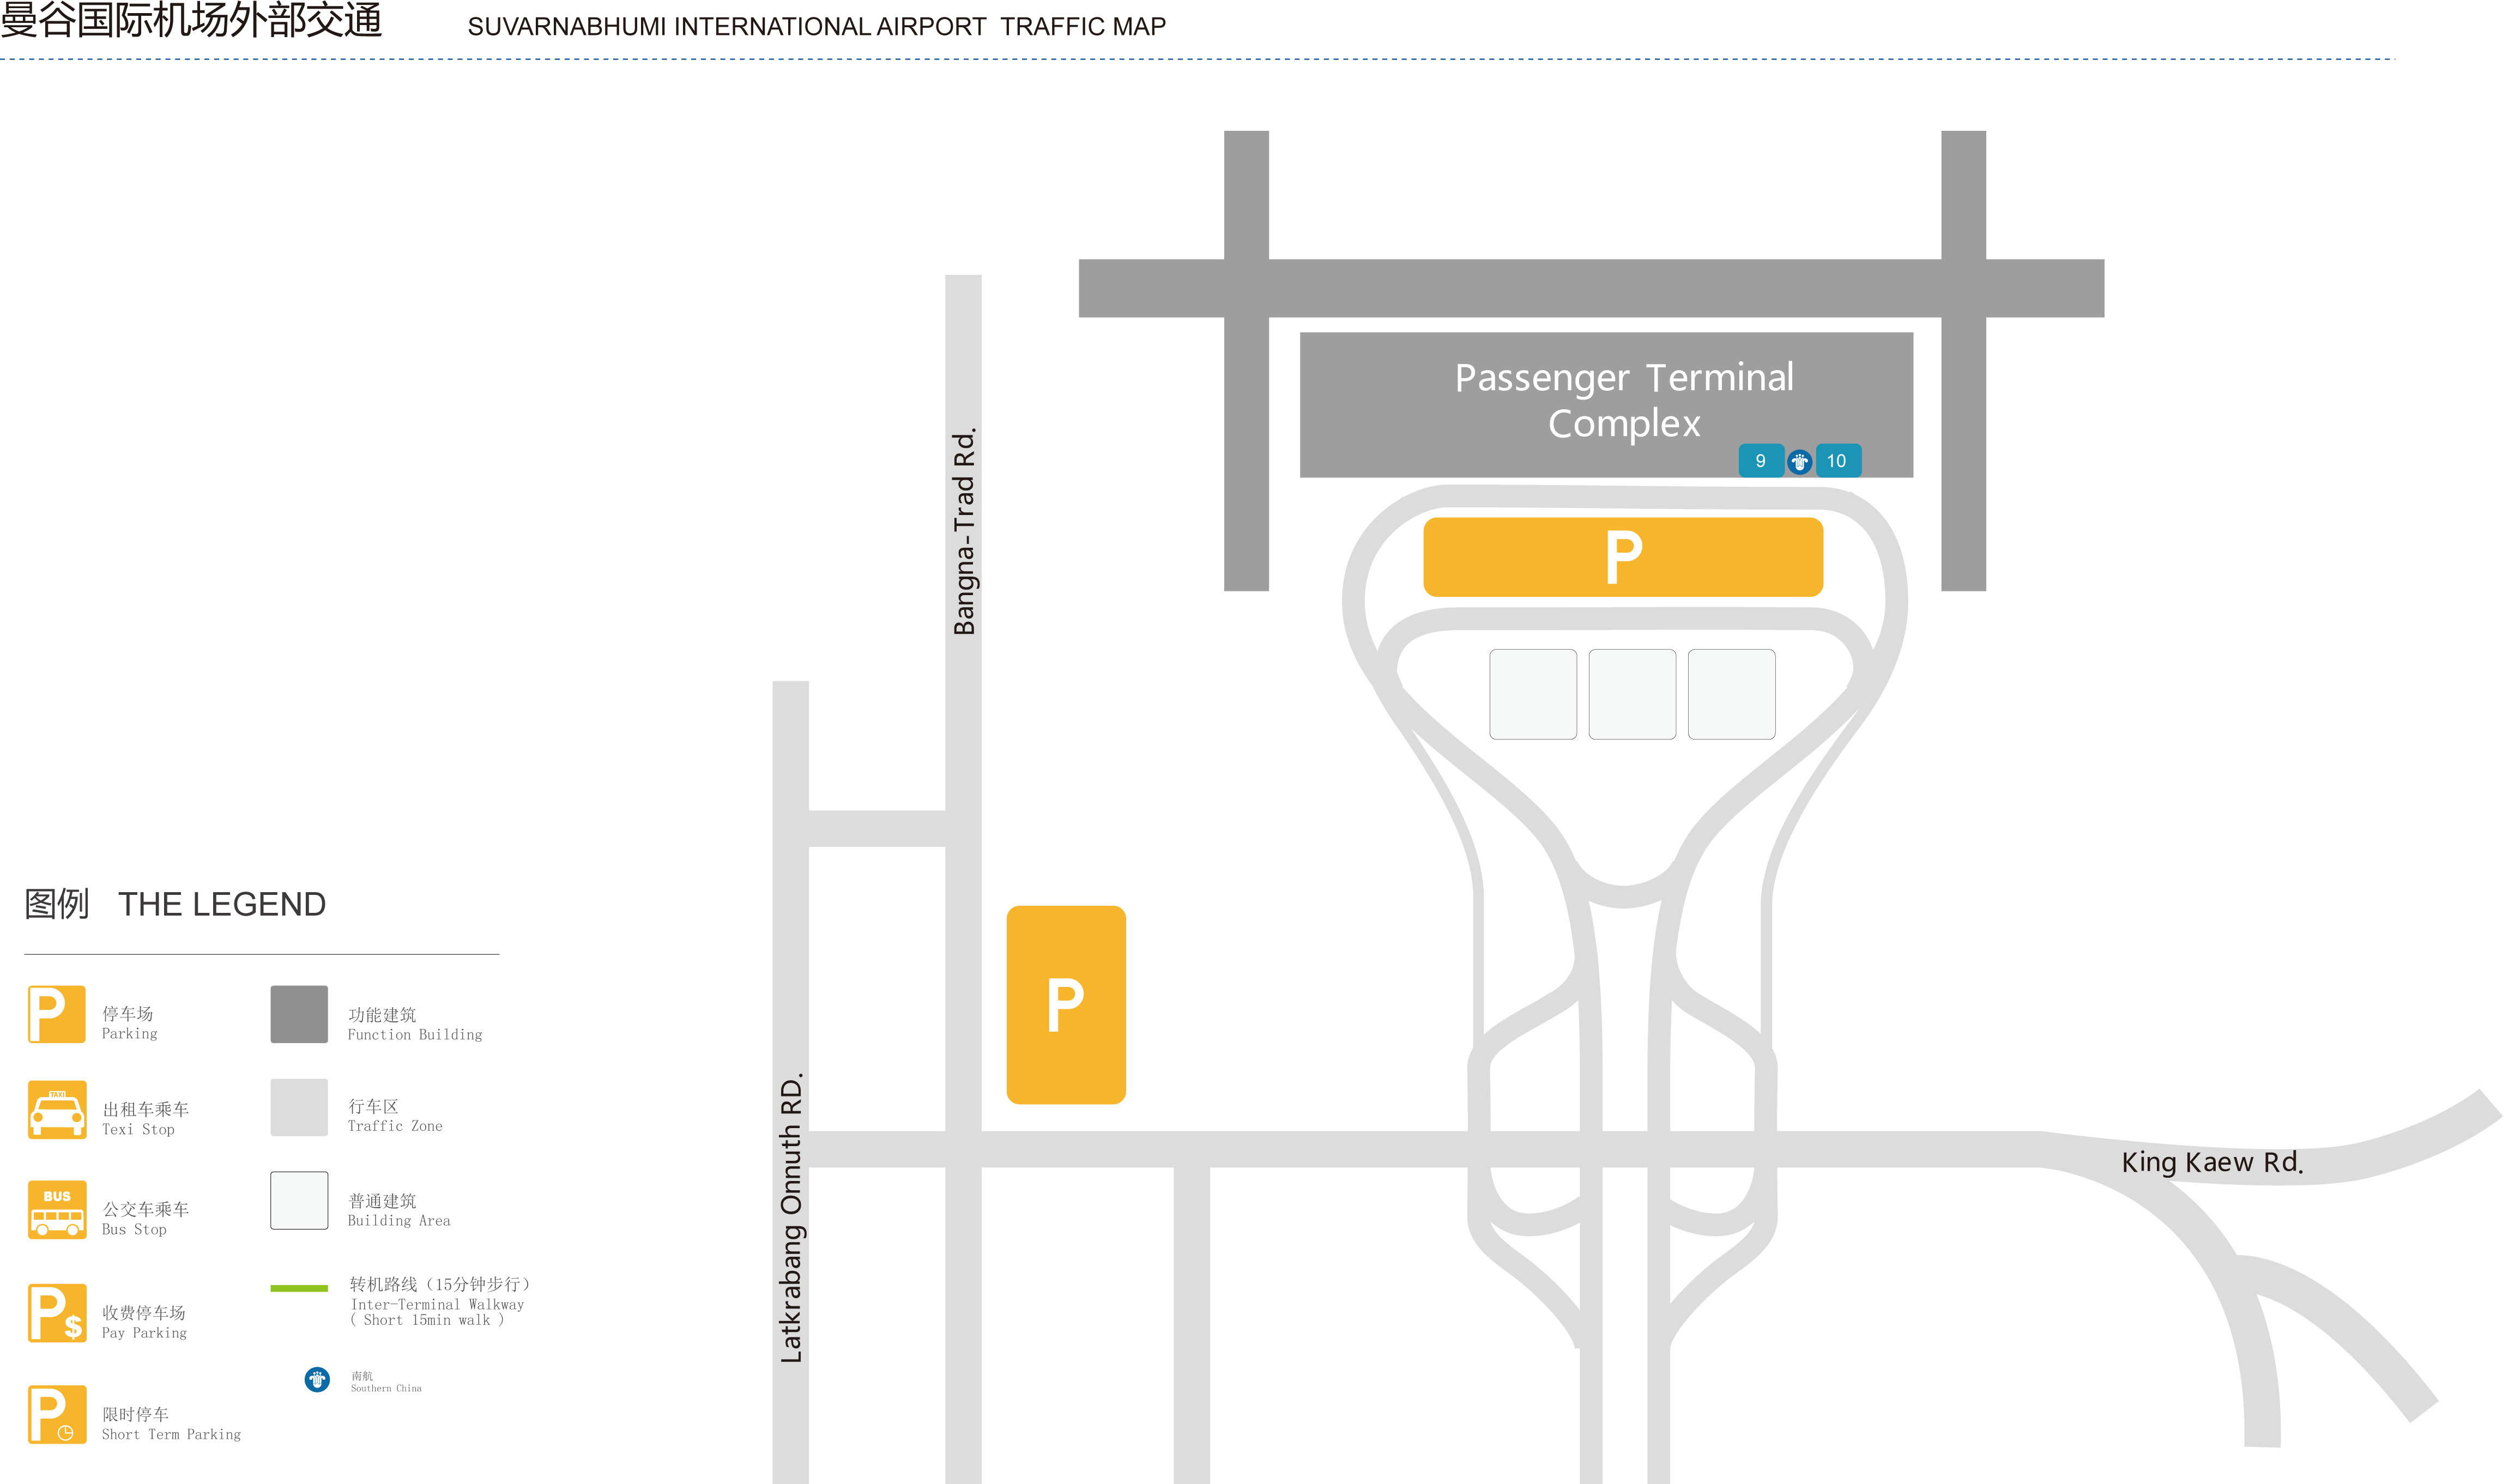 曼谷国际机场外部交通 SUVARNABHUMI INTERNATIONAL AIRPORT TRAFFIC MAP
Passenger Terminal
Complex
9 10
Bangna-Trad Rd.
P
P
Latkrabang Onnuth RD.
King Kaew Rd.
图例 THE LEGEND
P
停车场
Parking
功能建筑
Function Building
TAXI
出租车乘车
Texi Stop
行车区
Traffic Zone
BUS
公交车乘车
Bus Stop
普通建筑
Building Area
P$
收费停车场
Pay Parking
转机路线（15分钟步行）
Inter-Terminal Walkway
( Short 15min walk )
P
限时停车
Short Term Parking
南航
Southern China